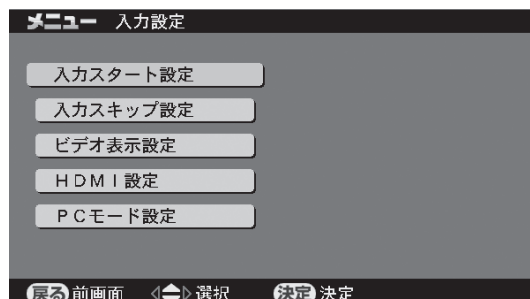 メニュー 入力設定
入力スタート設定
入力スキップ設定
ビデオ表示設定
HDMI設定
PCモード設定
戻る 前画面 選択 決定 決定